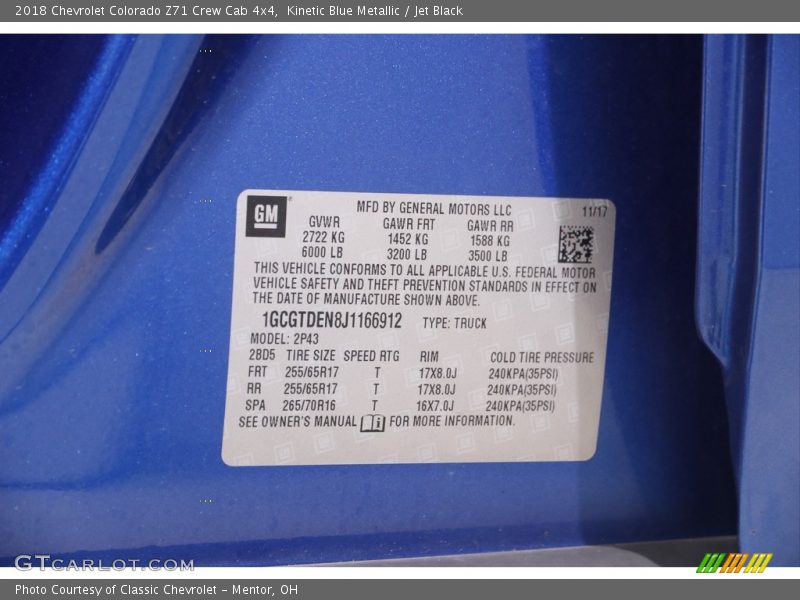 2018 Chevrolet Colorado Z71 Crew Cab 4x4, Kinetic Blue Metallic / Jet Black
GM
MFD BY GENERAL MOTORS LLC 11/17
GVWR GAWR FRT GAWR RR
2722 KG 1452 KG 1588 KG
6000 LB 3200 LB 3500 LB
THIS VEHICLE CONFORMS TO ALL APPLICABLE U.S. FEDERAL MOTOR
VEHICLE SAFETY AND THEFT PREVENTION STANDARDS IN EFFECT ON
THE DATE OF MANUFACTURE SHOWN ABOVE.
1GCGTDEN8J1166912 TYPE: TRUCK
MODEL: 2P43
2BD5 TIRE SIZE SPEED RTG RIM COLD TIRE PRESSURE
FRT 255/65R17 T 17X8.0J 240KPA(35PSI)
RR 255/65R17 T 17X8.0J 240KPA(35PSI)
SPA 265/70R16 T 16X7.0J 240KPA(35PSI)
SEE OWNER'S MANUAL FOR MORE INFORMATION.
GTCARLOT.COM
Photo Courtesy of Classic Chevrolet - Mentor, OH